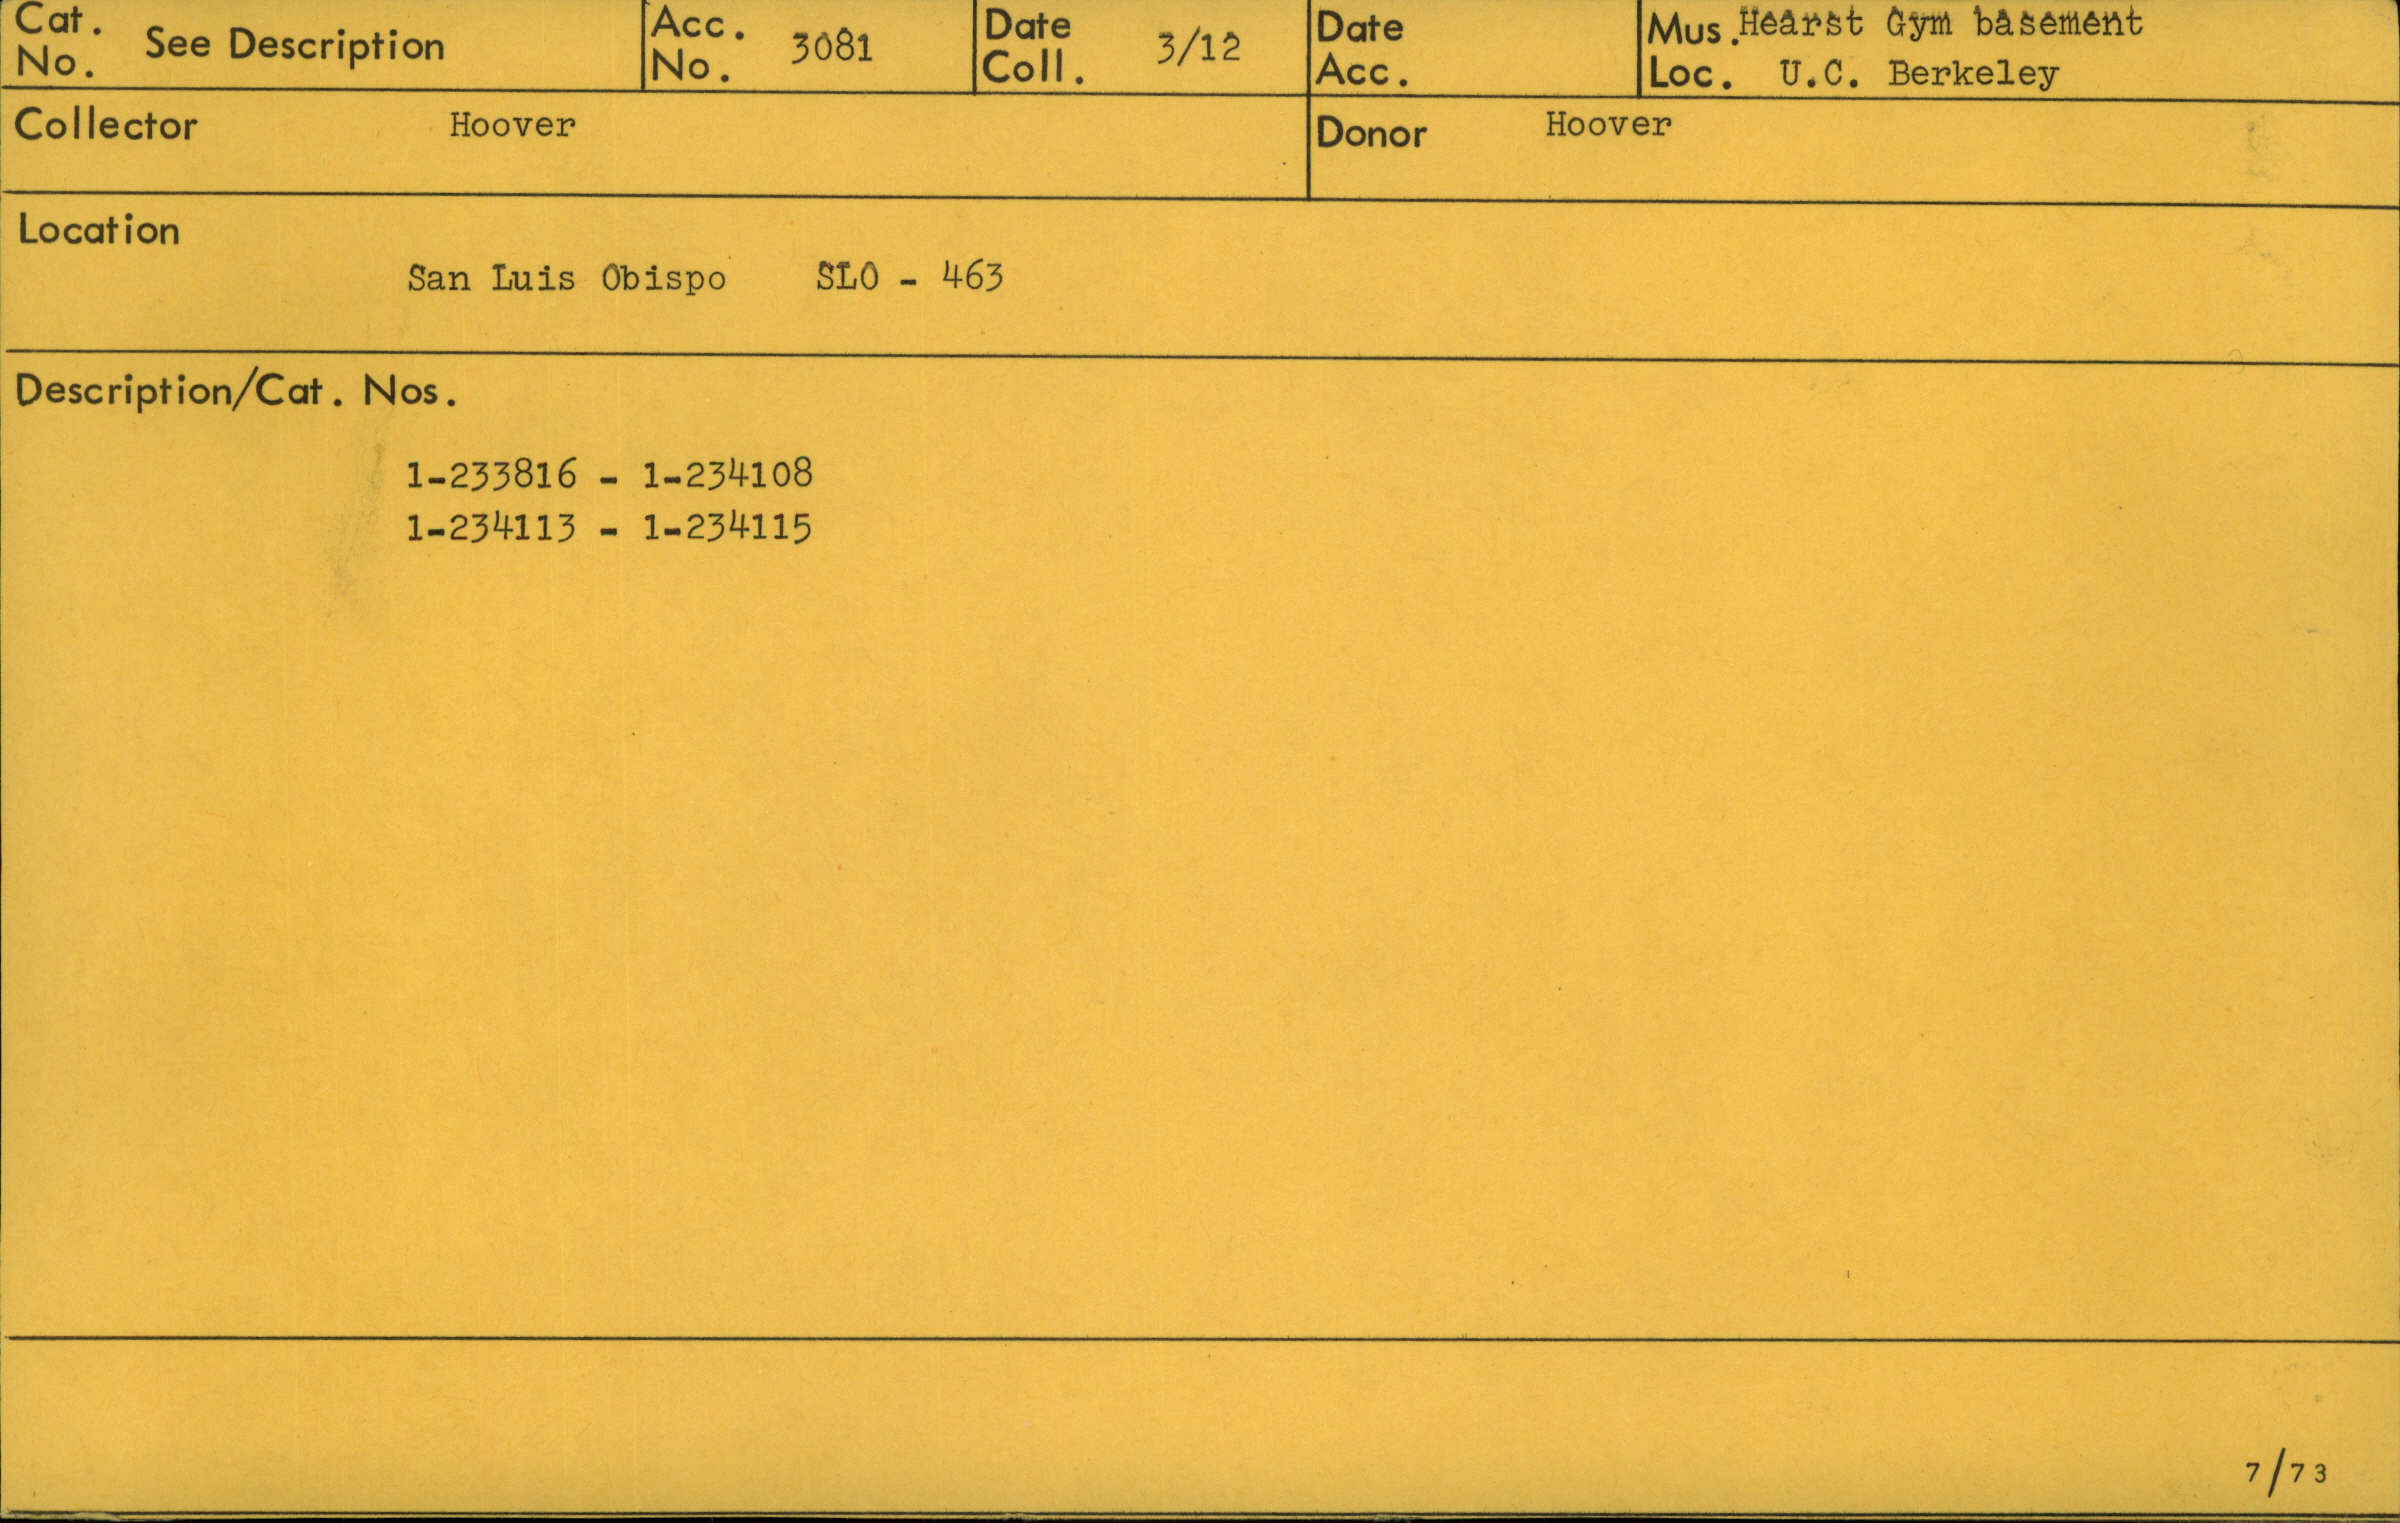 Cat. No. See Description
Acc. No. 3081
Date Coll. 3/12
Date Acc.
Mus. Hearst Gym basement
Loc. U.C. Berkeley
Collector Hoover
Donor Hoover
Location
San Luis Obispo SLO - 463
Description/Cat. Nos.
1-233816 - 1-234108
1-234113 - 1-234115
7/73